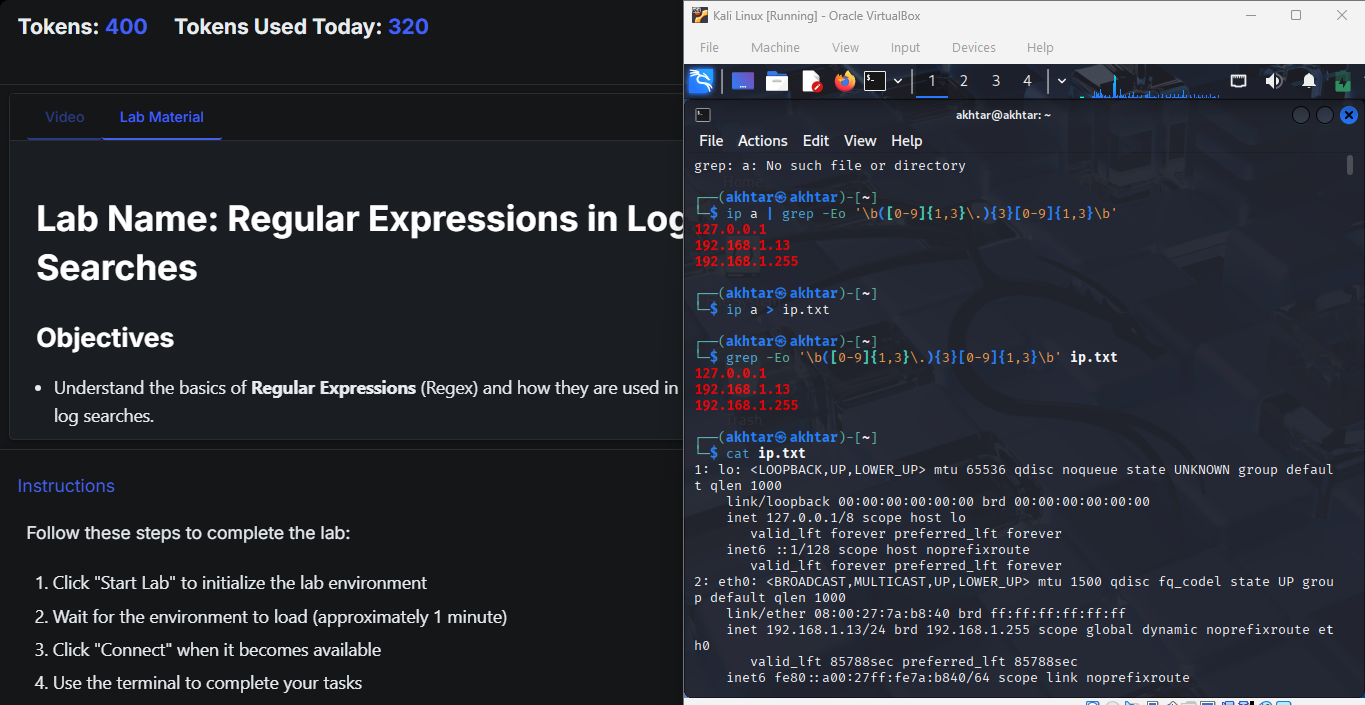 Tokens: 400 Tokens Used Today: 320
Video Lab Material
Lab Name: Regular Expressions in Log
Searches
Objectives
• Understand the basics of Regular Expressions (Regex) and how they are used in
log searches.
Instructions
Follow these steps to complete the lab:
1. Click "Start Lab" to initialize the lab environment
2. Wait for the environment to load (approximately 1 minute)
3. Click "Connect" when it becomes available
4. Use the terminal to complete your tasks
Kali Linux [Running] - Oracle VirtualBox
File Machine View Input Devices Help
1 2 3 4
akhtar@akhtar: ~
File Actions Edit View Help
grep: a: No such file or directory
┌──(akhtar㉿akhtar)-[~]
└─$ ip a | grep -Eo '\b([0-9]{1,3}\.){3}[0-9]{1,3}\b'
127.0.0.1
192.168.1.13
192.168.1.255
┌──(akhtar㉿akhtar)-[~]
└─$ ip a > ip.txt
┌──(akhtar㉿akhtar)-[~]
└─$ grep -Eo '\b([0-9]{1,3}\.){3}[0-9]{1,3}\b' ip.txt
127.0.0.1
192.168.1.13
192.168.1.255
Trash
┌──(akhtar㉿akhtar)-[~]
└─$ cat ip.txt
1: lo: <LOOPBACK,UP,LOWER_UP> mtu 65536 qdisc noqueue state UNKNOWN group defaul
t qlen 1000
link/loopback 00:00:00:00:00:00 brd 00:00:00:00:00:00
inet 127.0.0.1/8 scope host lo
valid_lft forever preferred_lft forever
inet6 ::1/128 scope host noprefixroute
valid_lft forever preferred_lft forever
2: eth0: <BROADCAST,MULTICAST,UP,LOWER_UP> mtu 1500 qdisc fq_codel state UP grou
p default qlen 1000
link/ether 08:00:27:7a:b8:40 brd ff:ff:ff:ff:ff:ff
inet 192.168.1.13/24 brd 192.168.1.255 scope global dynamic noprefixroute et
h0
valid_lft 85788sec preferred_lft 85788sec
inet6 fe80::a00:27ff:fe7a:b840/64 scope link noprefixroute